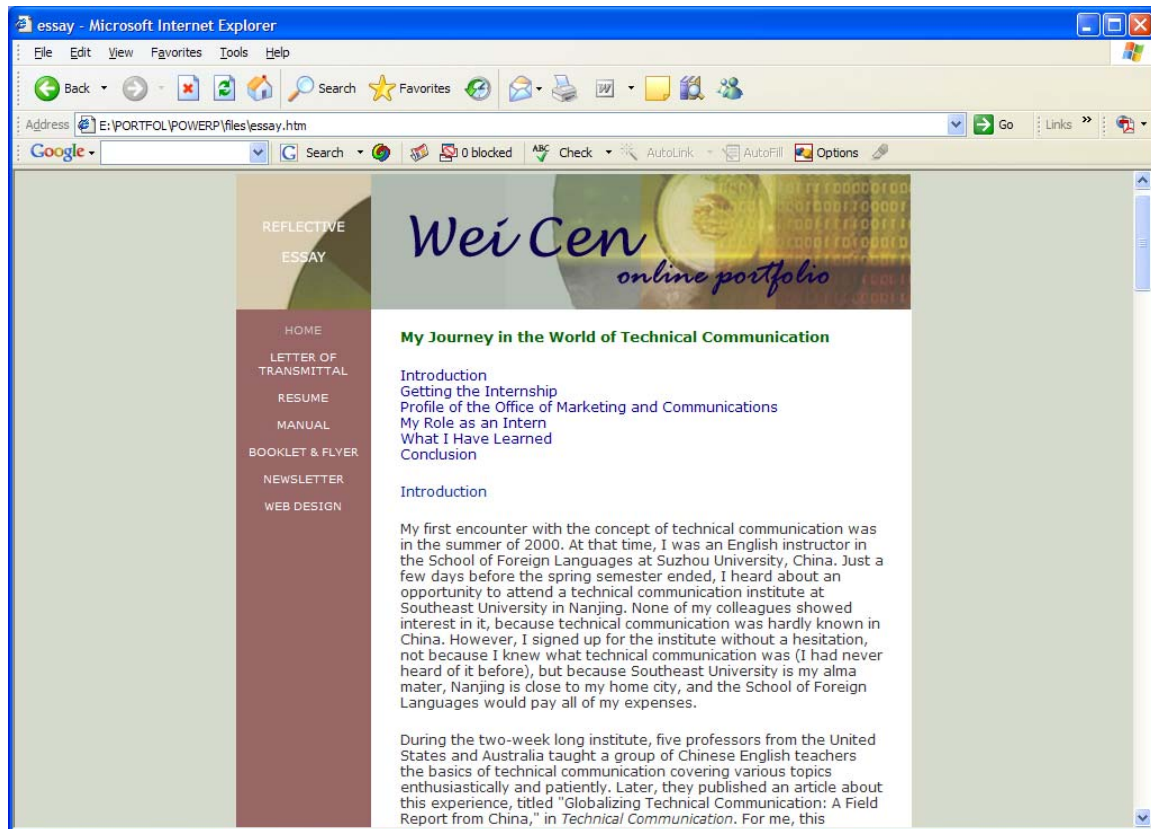 essay - Microsoft Internet Explorer
File Edit View Favorites Tools Help
Back Search Favorites
Address E:\PORTFOL\POWERP\files\essay.htm Go Links »
Google Search 0 blocked ABC Check AutoLink AutoFill Options
REFLECTIVE
ESSAY
Wei Cen
online portfolio
HOME
LETTER OF
TRANSMITTAL
RESUME
MANUAL
BOOKLET & FLYER
NEWSLETTER
WEB DESIGN
My Journey in the World of Technical Communication
Introduction
Getting the Internship
Profile of the Office of Marketing and Communications
My Role as an Intern
What I Have Learned
Conclusion
Introduction
My first encounter with the concept of technical communication was
in the summer of 2000. At that time, I was an English instructor in
the School of Foreign Languages at Suzhou University, China. Just a
few days before the spring semester ended, I heard about an
opportunity to attend a technical communication institute at
Southeast University in Nanjing. None of my colleagues showed
interest in it, because technical communication was hardly known in
China. However, I signed up for the institute without a hesitation,
not because I knew what technical communication was (I had never
heard of it before), but because Southeast University is my alma
mater, Nanjing is close to my home city, and the School of Foreign
Languages would pay all of my expenses.
During the two-week long institute, five professors from the United
States and Australia taught a group of Chinese English teachers
the basics of technical communication covering various topics
enthusiastically and patiently. Later, they published an article about
this experience, titled "Globalizing Technical Communication: A Field
Report from China," in Technical Communication. For me, this